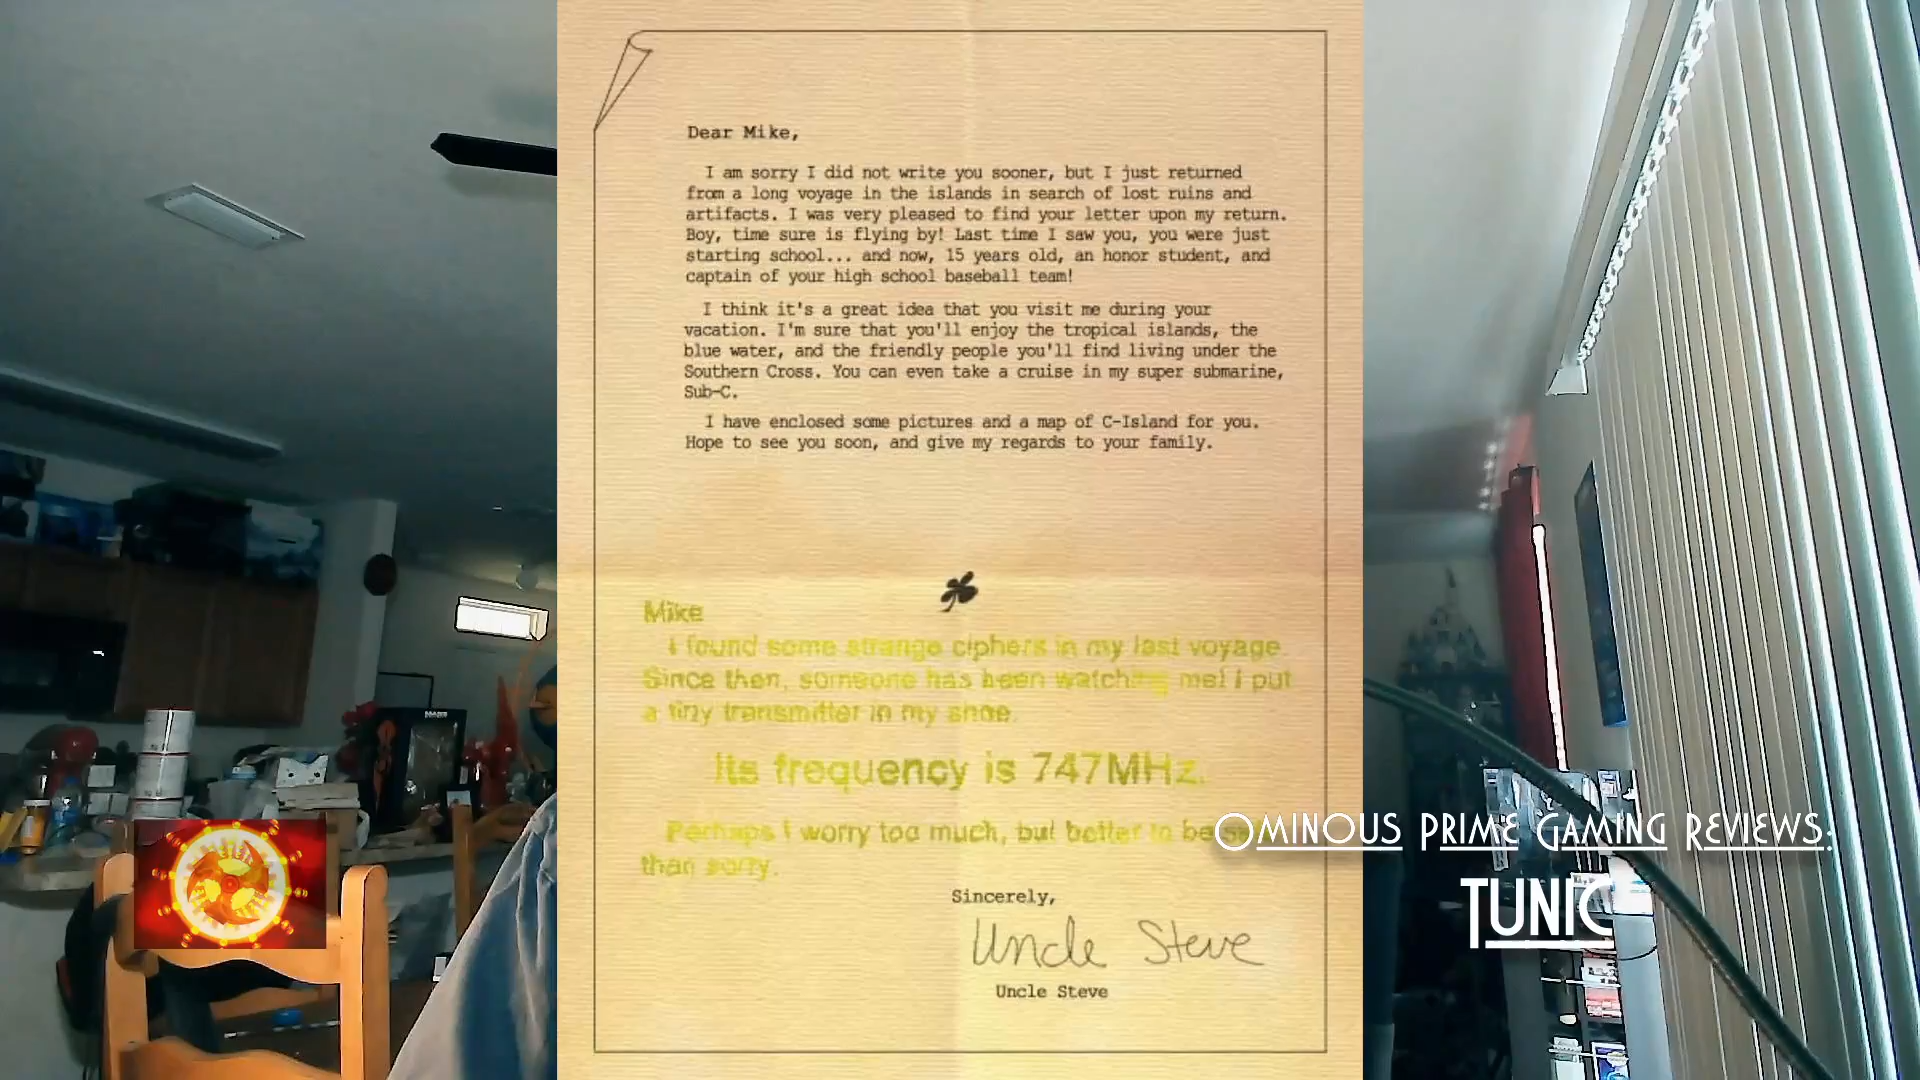 Dear Mike,
I am sorry I did not write you sooner, but I just returned
from a long voyage in the islands in search of lost ruins and
artifacts. I was very pleased to find your letter upon my return.
Boy, time sure is flying by! Last time I saw you, you were just
starting school... and now, 15 years old, an honor student, and
captain of your high school baseball team!
I think it's a great idea that you visit me during your
vacation. I'm sure that you'll enjoy the tropical islands, the
blue water, and the friendly people you'll find living under the
Southern Cross. You can even take a cruise in my super submarine,
Sub-C.
I have enclosed some pictures and a map of C-Island for you.
Hope to see you soon, and give my regards to your family.
Mike
I found some strange ciphers in my last voyage.
Since then, someone has been watching me! I put
a tiny transmitter in my shoe.
Its frequency is 747MHz.
Perhaps I worry too much, but better to be
than sorry.
Sincerely,
Uncle Steve
Uncle Steve
OMINOUS PRIME GAMING REVIEWS:
TUNIC